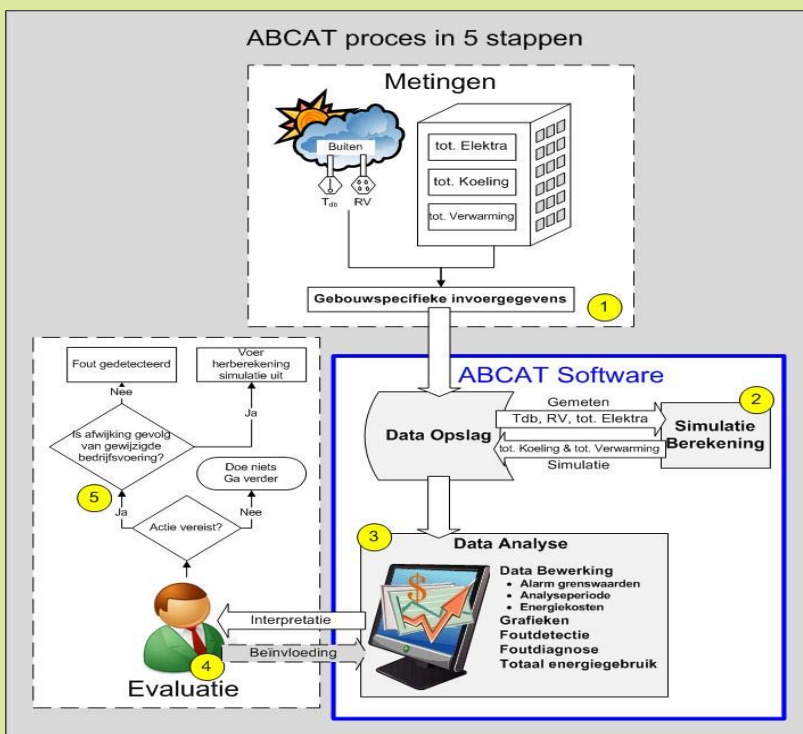 ABCAT proces in 5 stappen
Metingen
Buiten
Tdb RV
tot. Elektra
tot. Koeling
tot. Verwarming
Gebouwspecifieke invoergegevens
1
ABCAT Software
Data Opslag
Gemeten
Tdb, RV, tot. Elektra
tot. Koeling & tot. Verwarming
Simulatie
2
Simulatie
Berekening
3
Data Analyse
Data Bewerking
• Alarm grenswaarden
• Analyseperiode
• Energiekosten
Grafieken
Foutdetectie
Foutdiagnose
Totaal energiegebruik
$
Interpretatie
Beïnvloeding
4
Evaluatie
Actie vereist?
Ja
Nee
Doe niets
Ga verder
5
Is afwijking gevolg
van gewijzigde
bedrijfsvoering?
Nee
Ja
Fout gedetecteerd
Voer
herberekening
simulatie uit